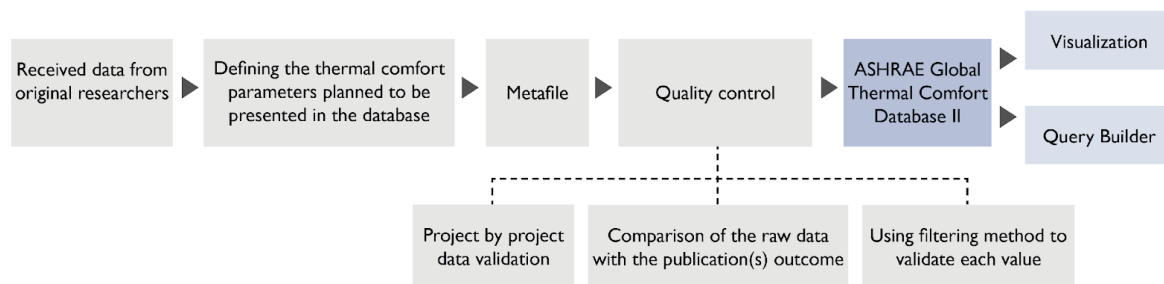 Received data from
original researchers
Defining the thermal comfort
parameters planned to be
presented in the database
Metafile
Quality control
ASHRAE Global
Thermal Comfort
Database II
Visualization
Query Builder
Project by project
data validation
Comparison of the raw data
with the publication(s) outcome
Using filtering method to
validate each value